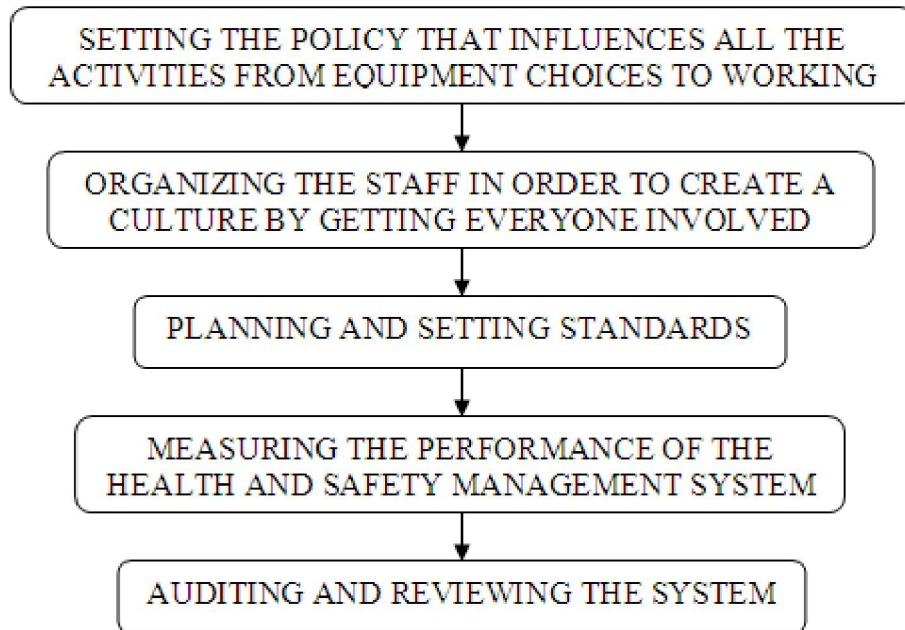 SETTING THE POLICY THAT INFLUENCES ALL THE
ACTIVITIES FROM EQUIPMENT CHOICES TO WORKING
ORGANIZING THE STAFF IN ORDER TO CREATE A
CULTURE BY GETTING EVERYONE INVOLVED
PLANNING AND SETTING STANDARDS
MEASURING THE PERFORMANCE OF THE
HEALTH AND SAFETY MANAGEMENT SYSTEM
AUDITING AND REVIEWING THE SYSTEM